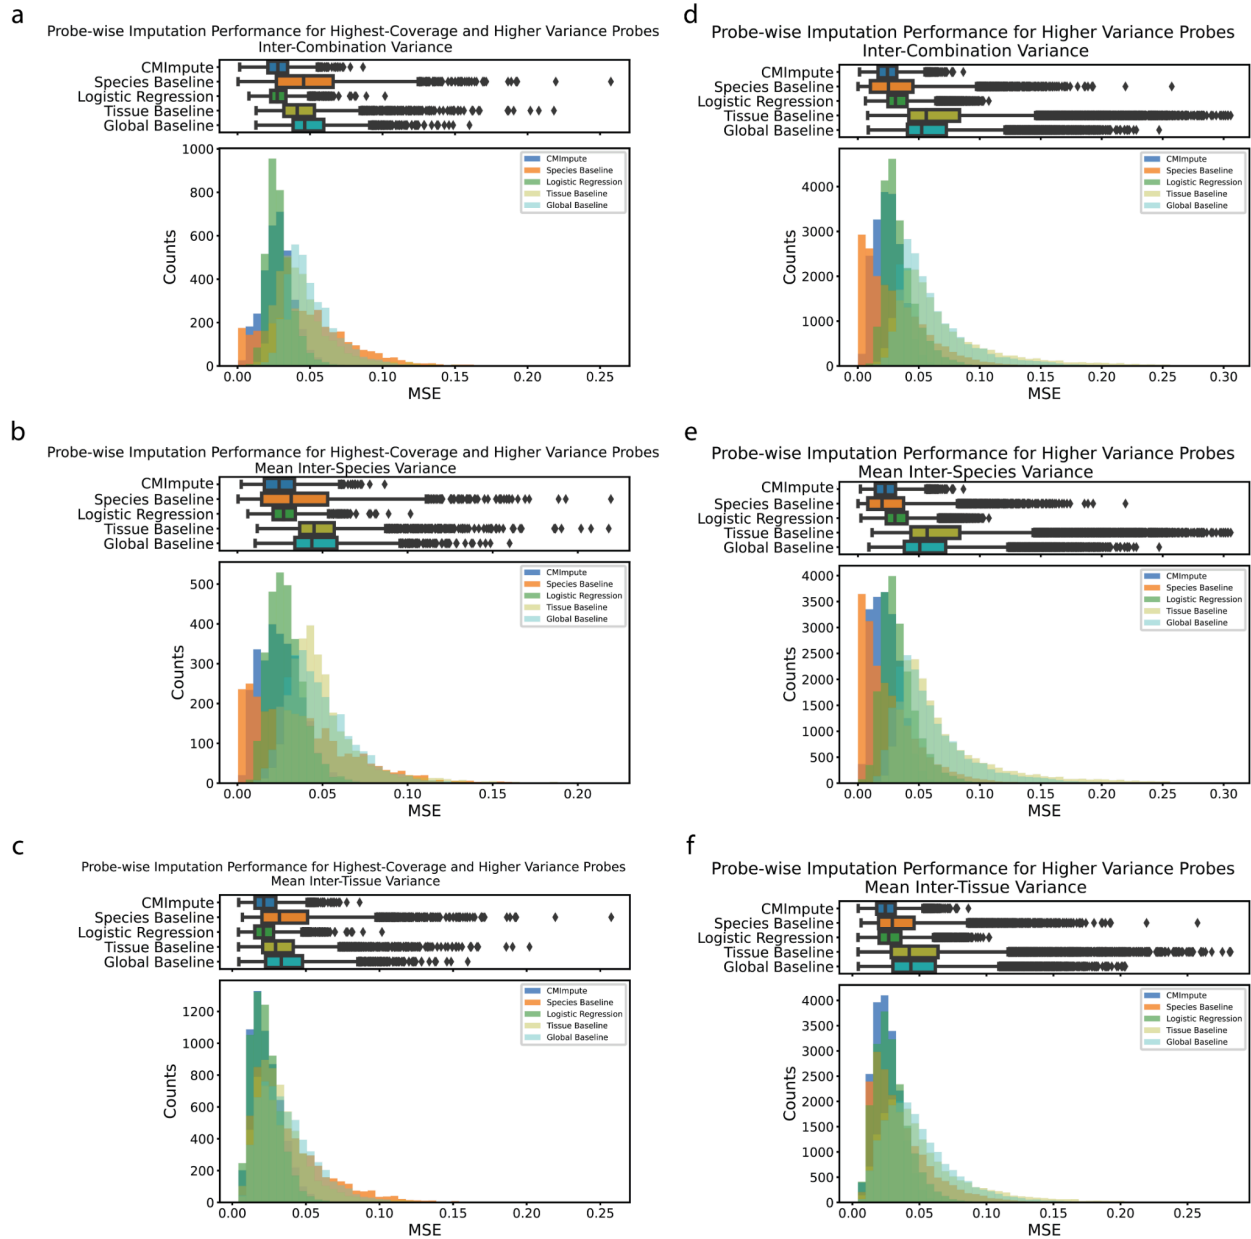 a
Probe-wise Imputation Performance for Highest-Coverage and Higher Variance Probes
Inter-Combination Variance
CMImpute
Species Baseline
Logistic Regression
Tissue Baseline
Global Baseline
1000
800
600
400
200
0
Counts
CMImpute
Species Baseline
Logistic Regression
Tissue Baseline
Global Baseline
0.00 0.05 0.10 0.15 0.20 0.25
MSE
b
Probe-wise Imputation Performance for Highest-Coverage and Higher Variance Probes
Mean Inter-Species Variance
CMImpute
Species Baseline
Logistic Regression
Tissue Baseline
Global Baseline
500
400
300
200
100
0
Counts
CMImpute
Species Baseline
Logistic Regression
Tissue Baseline
Global Baseline
0.00 0.05 0.10 0.15 0.20
MSE
c
Probe-wise Imputation Performance for Highest-Coverage and Higher Variance Probes
Mean Inter-Tissue Variance
CMImpute
Species Baseline
Logistic Regression
Tissue Baseline
Global Baseline
1200
1000
800
600
400
200
0
Counts
CMImpute
Species Baseline
Logistic Regression
Tissue Baseline
Global Baseline
0.00 0.05 0.10 0.15 0.20 0.25
MSE
d
Probe-wise Imputation Performance for Higher Variance Probes
Inter-Combination Variance
CMImpute
Species Baseline
Logistic Regression
Tissue Baseline
Global Baseline
4000
3000
2000
1000
0
Counts
CMImpute
Species Baseline
Logistic Regression
Tissue Baseline
Global Baseline
0.00 0.05 0.10 0.15 0.20 0.25 0.30
MSE
e
Probe-wise Imputation Performance for Higher Variance Probes
Mean Inter-Species Variance
CMImpute
Species Baseline
Logistic Regression
Tissue Baseline
Global Baseline
4000
3500
3000
2500
2000
1500
1000
500
0
Counts
CMImpute
Species Baseline
Logistic Regression
Tissue Baseline
Global Baseline
0.00 0.05 0.10 0.15 0.20 0.25 0.30
MSE
f
Probe-wise Imputation Performance for Higher Variance Probes
Mean Inter-Tissue Variance
CMImpute
Species Baseline
Logistic Regression
Tissue Baseline
Global Baseline
4000
3500
3000
2500
2000
1500
1000
500
0
Counts
CMImpute
Species Baseline
Logistic Regression
Tissue Baseline
Global Baseline
0.00 0.05 0.10 0.15 0.20 0.25
MSE